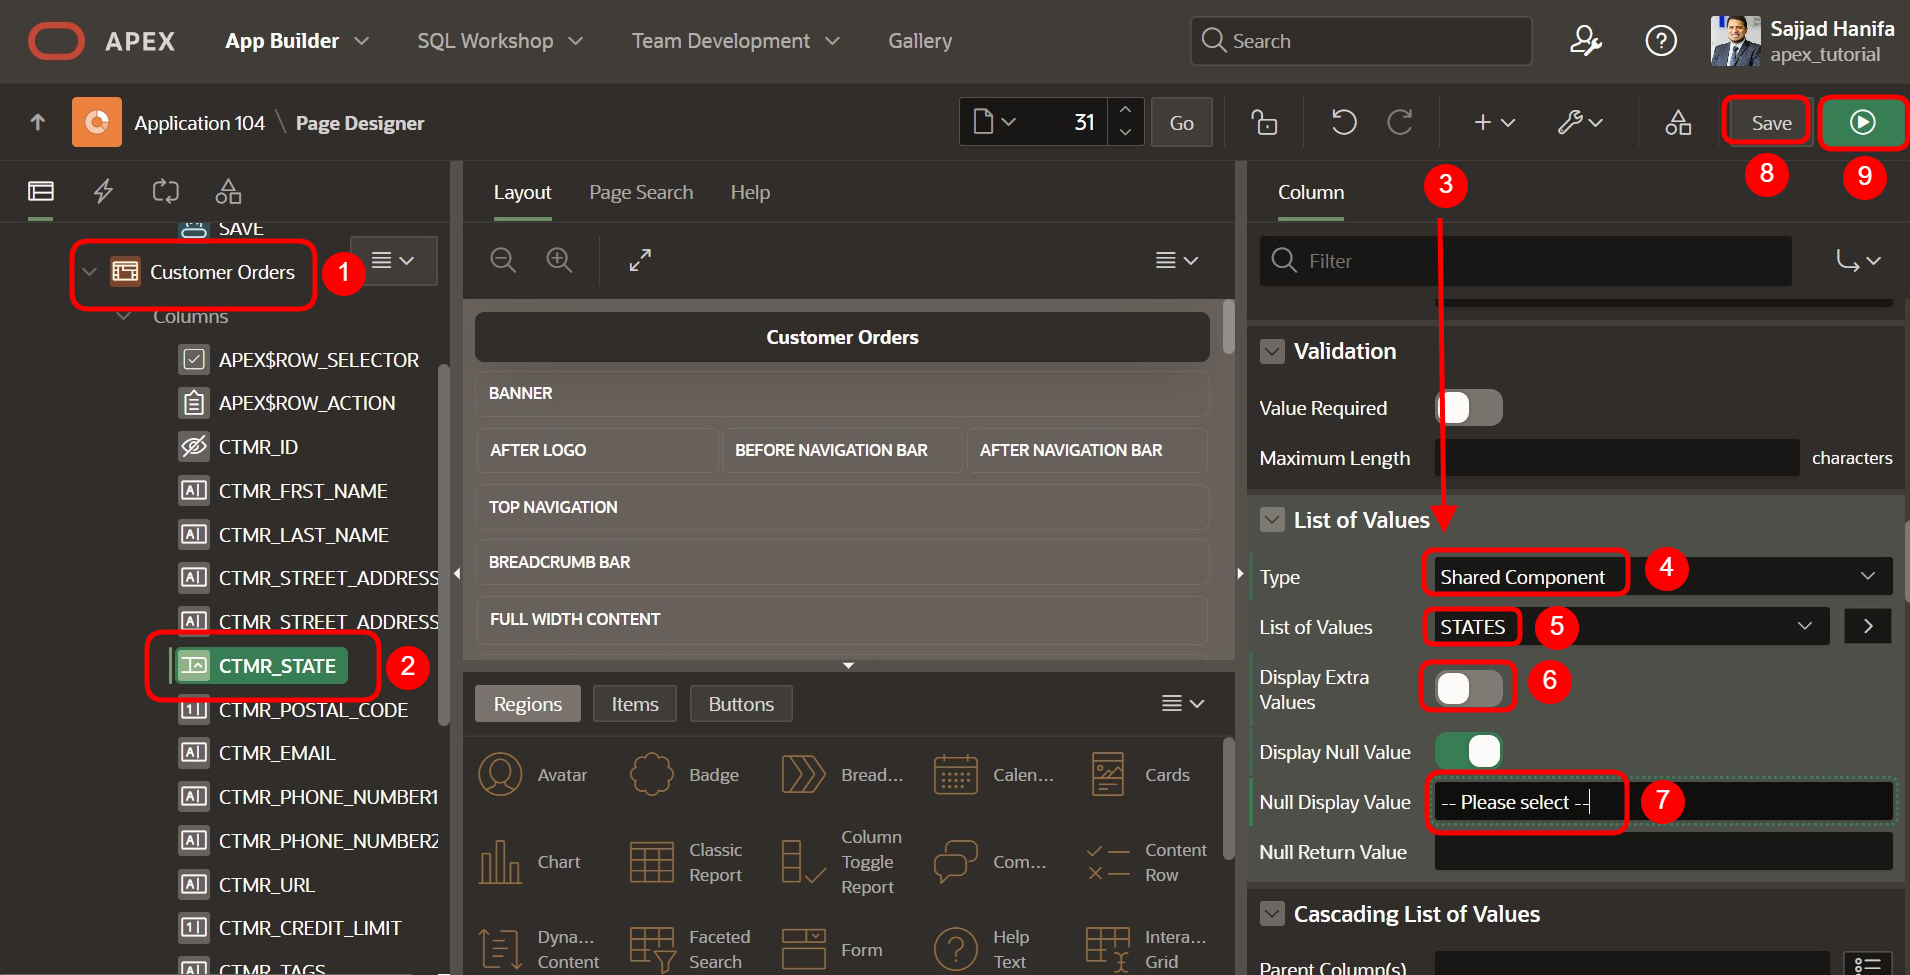 APEX App Builder SQL Workshop Team Development Gallery Search Sajjad Hanifa
apex_tutorial
Application 104 \ Page Designer 31 Go Save
8 9
3
Layout Page Search Help Column
SAVE
Customer Orders 1
Filter
Columns
APEX$ROW_SELECTOR
APEX$ROW_ACTION
CTMR_ID
CTMR_FRST_NAME
CTMR_LAST_NAME
CTMR_STREET_ADDRESS
CTMR_STREET_ADDRESS
CTMR_STATE 2
CTMR_POSTAL_CODE
CTMR_EMAIL
CTMR_PHONE_NUMBER1
CTMR_PHONE_NUMBER2
CTMR_URL
CTMR_CREDIT_LIMIT
CTMR_TAGS
Customer Orders
BANNER
AFTER LOGO BEFORE NAVIGATION BAR AFTER NAVIGATION BAR
TOP NAVIGATION
BREADCRUMB BAR
FULL WIDTH CONTENT
Regions Items Buttons
Avatar Badge Bread... Calen... Cards
Chart Classic Report Column Toggle Report Com... Content Row
Dyna... Content Faceted Search Form Help Text Intera... Grid
Validation
Value Required
Maximum Length characters
List of Values
Type Shared Component 4
List of Values STATES 5
Display Extra Values 6
Display Null Value
Null Display Value -- Please select -- 7
Null Return Value
Cascading List of Values
Parent Column(s)